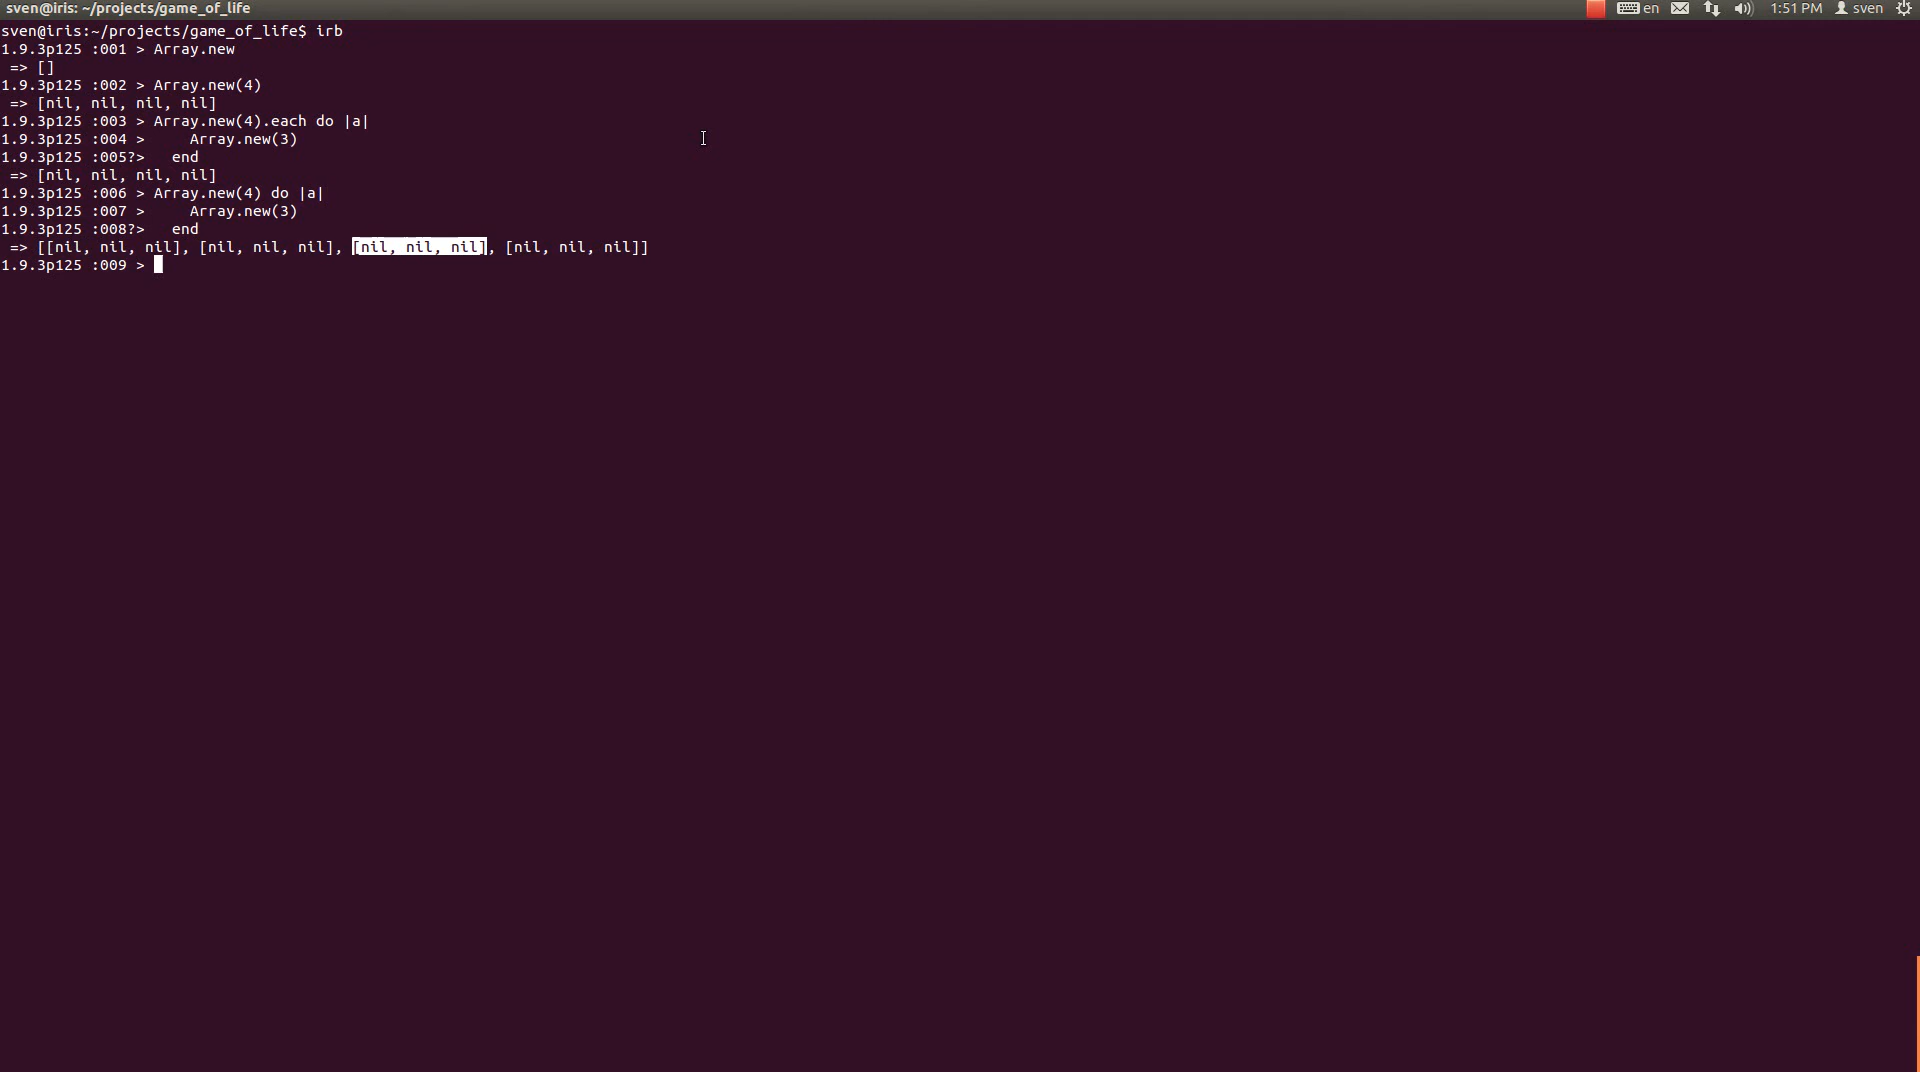 sven@iris: ~/projects/game_of_life en 1:51 PM sven
sven@iris:~/projects/game_of_life$ irb
1.9.3p125 :001 > Array.new
 => []
1.9.3p125 :002 > Array.new(4)
 => [nil, nil, nil, nil]
1.9.3p125 :003 > Array.new(4).each do |a|
1.9.3p125 :004 >     Array.new(3)
1.9.3p125 :005?>   end
 => [nil, nil, nil, nil]
1.9.3p125 :006 > Array.new(4) do |a|
1.9.3p125 :007 >     Array.new(3)
1.9.3p125 :008?>   end
 => [[nil, nil, nil], [nil, nil, nil], [nil, nil, nil], [nil, nil, nil]]
1.9.3p125 :009 >